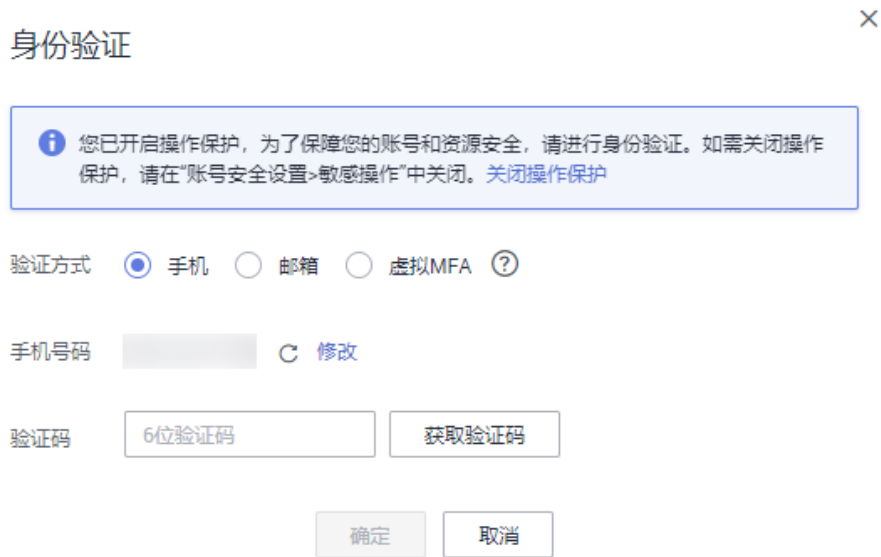 身份验证
您已开启操作保护，为了保障您的账号和资源安全，请进行身份验证。如需关闭操作
保护，请在“账号安全设置>敏感操作”中关闭。关闭操作保护
验证方式 手机 邮箱 虚拟MFA ?
手机号码 修改
验证码 6位验证码 获取验证码
确定 取消